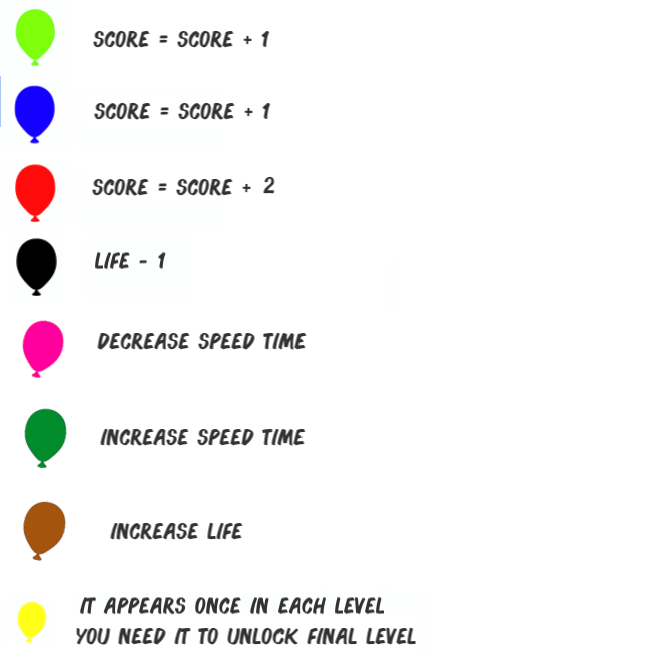 SCORE = SCORE + 1
SCORE = SCORE + 1
SCORE = SCORE + 2
LIFE - 1
DECREASE SPEED TIME
INCREASE SPEED TIME
INCREASE LIFE
IT APPEARS ONCE IN EACH LEVEL
YOU NEED IT TO UNLOCK FINAL LEVEL